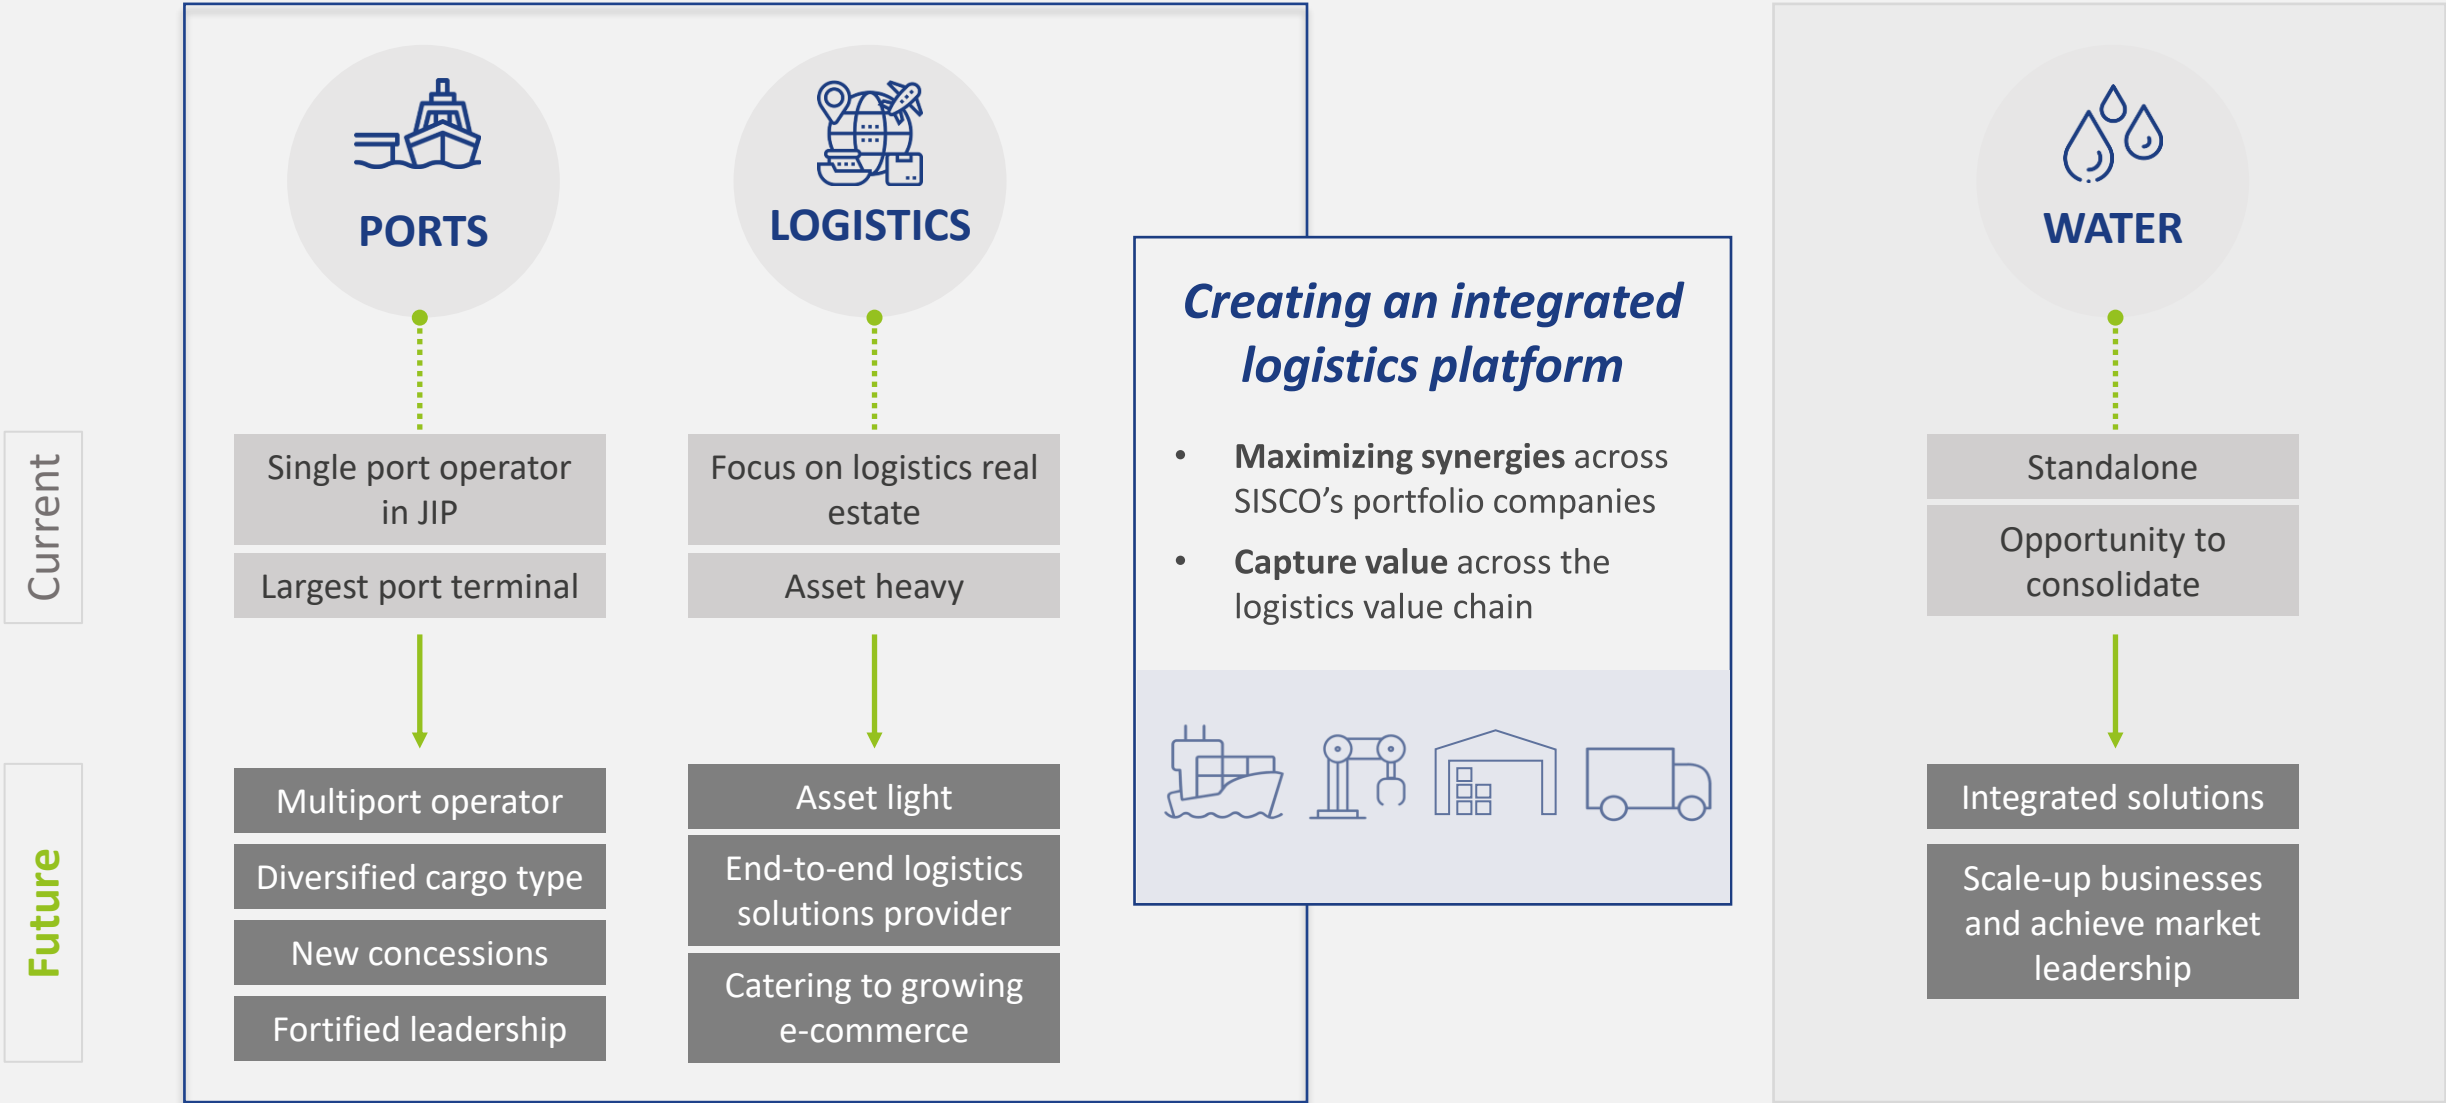 PORTS
Single port operator
in JIP
Largest port terminal
Multiport operator
Diversified cargo type
New concessions
Fortified leadership
LOGISTICS
Focus on logistics real
estate
Asset heavy
Asset light
End-to-end logistics
solutions provider
Catering to growing
e-commerce
Creating an integrated
logistics platform
• Maximizing synergies across
SISCO’s portfolio companies
• Capture value across the
logistics value chain
WATER
Standalone
Opportunity to
consolidate
Integrated solutions
Scale-up businesses
and achieve market
leadership
Current
Future